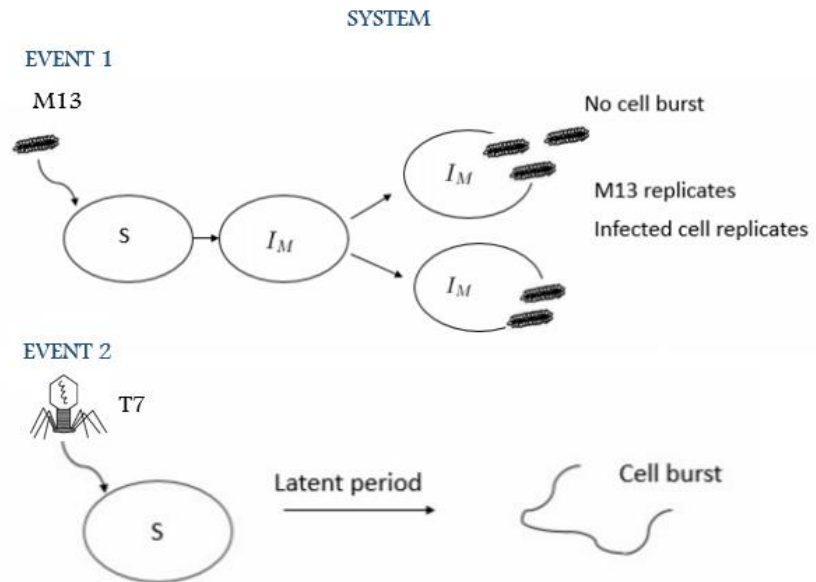 SYSTEM
EVENT 1
M13
No cell burst
S
I_M
I_M
M13 replicates
Infected cell replicates
I_M
EVENT 2
T7
Latent period
Cell burst
S